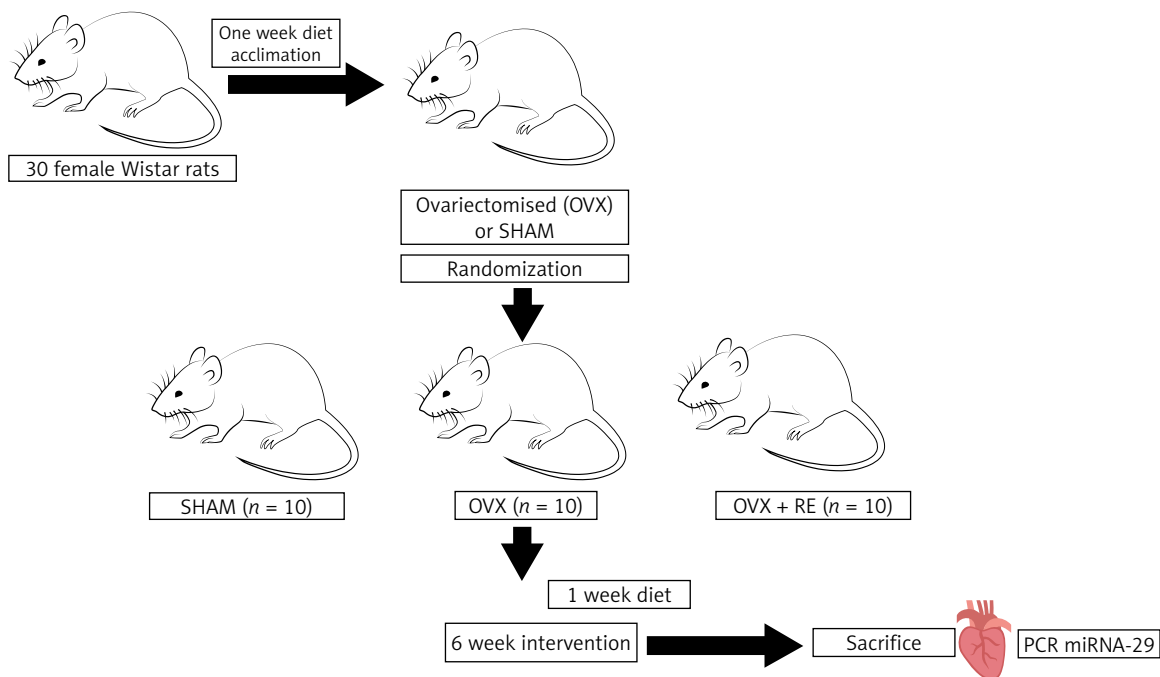 One week diet
acclimation
30 female Wistar rats
Ovariectomised (OVX)
or SHAM
Randomization
SHAM (n = 10)
OVX (n = 10)
OVX + RE (n = 10)
1 week diet
6 week intervention
Sacrifice
PCR miRNA-29